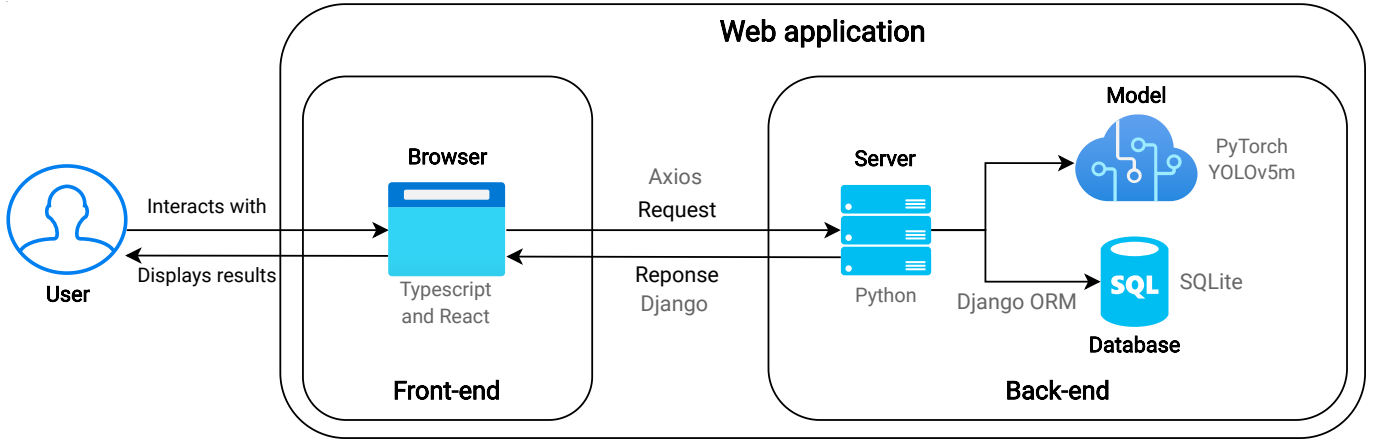 Web application
Model
PyTorch
YOLOv5m
Browser
Server
Axios
Request
Interacts with
Displays results
User
Typescript
and React
Reponse
Django
Python
Django ORM
SQL
SQLite
Database
Front-end
Back-end